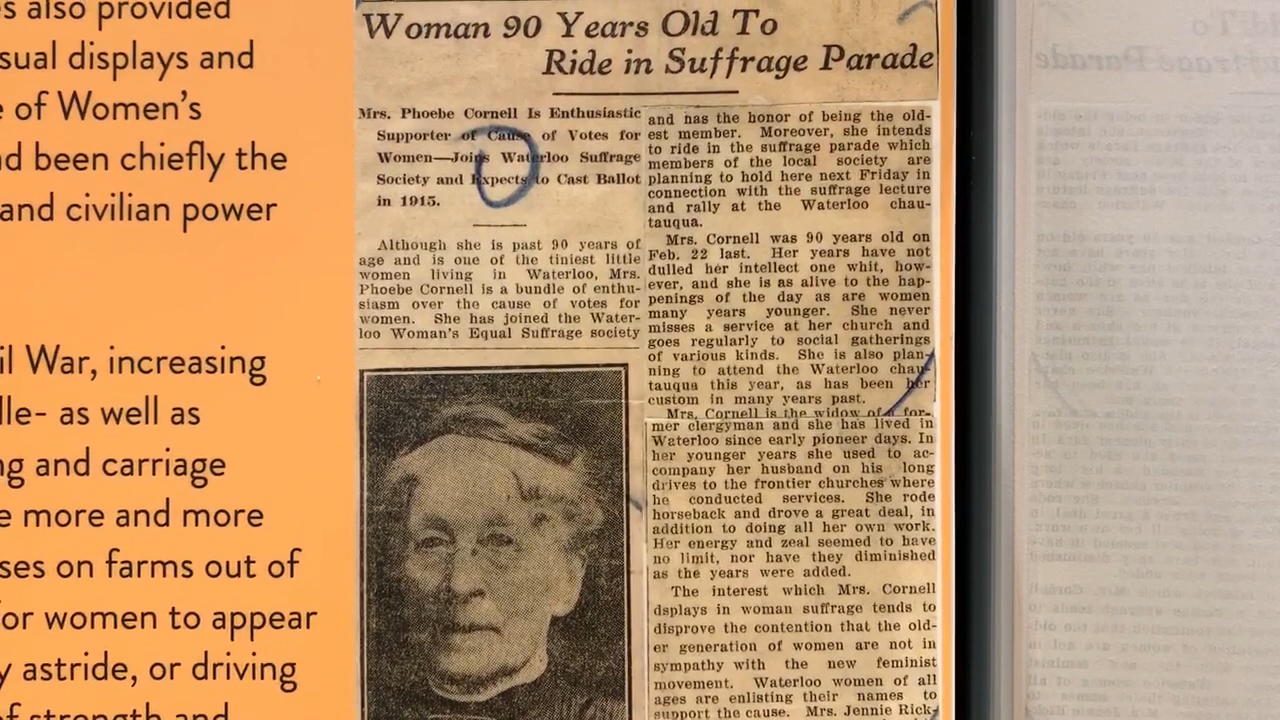 s also provided
sual displays and
e of Women's
d been chiefly the
and civilian power
il War, increasing
lle- as well as
ng and carriage
e more and more
ses on farms out of
or women to appear
y astride, or driving
of strength and
Woman 90 Years Old To
Ride in Suffrage Parade
Mrs. Phoebe Cornell Is Enthusiastic
Supporter of Cause of Votes for
Women—Joins Waterloo Suffrage
Society and Expects to Cast Ballot
in 1915.
Although she is past 90 years of
age and is one of the tiniest little
women living in Waterloo, Mrs.
Phoebe Cornell is a bundle of enthu-
siasm over the cause of votes for
women. She has joined the Water-
loo Woman's Equal Suffrage society
and has the honor of being the old-
est member. Moreover, she intends
to ride in the suffrage parade which
members of the local society are
planning to hold here next Friday in
connection with the suffrage lecture
and rally at the Waterloo chau-
tauqua.
Mrs. Cornell was 90 years old on
Feb. 22 last. Her years have not
dulled her intellect one whit, how-
ever, and she is as alive to the hap-
penings of the day as are women
many years younger. She never
misses a service at her church and
goes regularly to social gatherings
of various kinds. She is also plan-
ning to attend the Waterloo chau-
tauqua this year, as has been her
custom in many years past.
Mrs. Cornell is the widow of a for-
mer clergyman and she has lived in
Waterloo since early pioneer days. In
her younger years she used to ac-
company her husband on his long
drives to the frontier churches where
he conducted services. She rode
horseback and drove a great deal, in
addition to doing all her own work.
Her energy and zeal seemed to have
no limit, nor have they diminished
as the years were added.
The interest which Mrs. Cornell
dsplays in woman suffrage tends to
disprove the contention that the old-
er generation of women are not in
sympathy with the new feminist
movement. Waterloo women of all
ages are enlisting their names to
support the cause. Mrs. Jennie Rick-